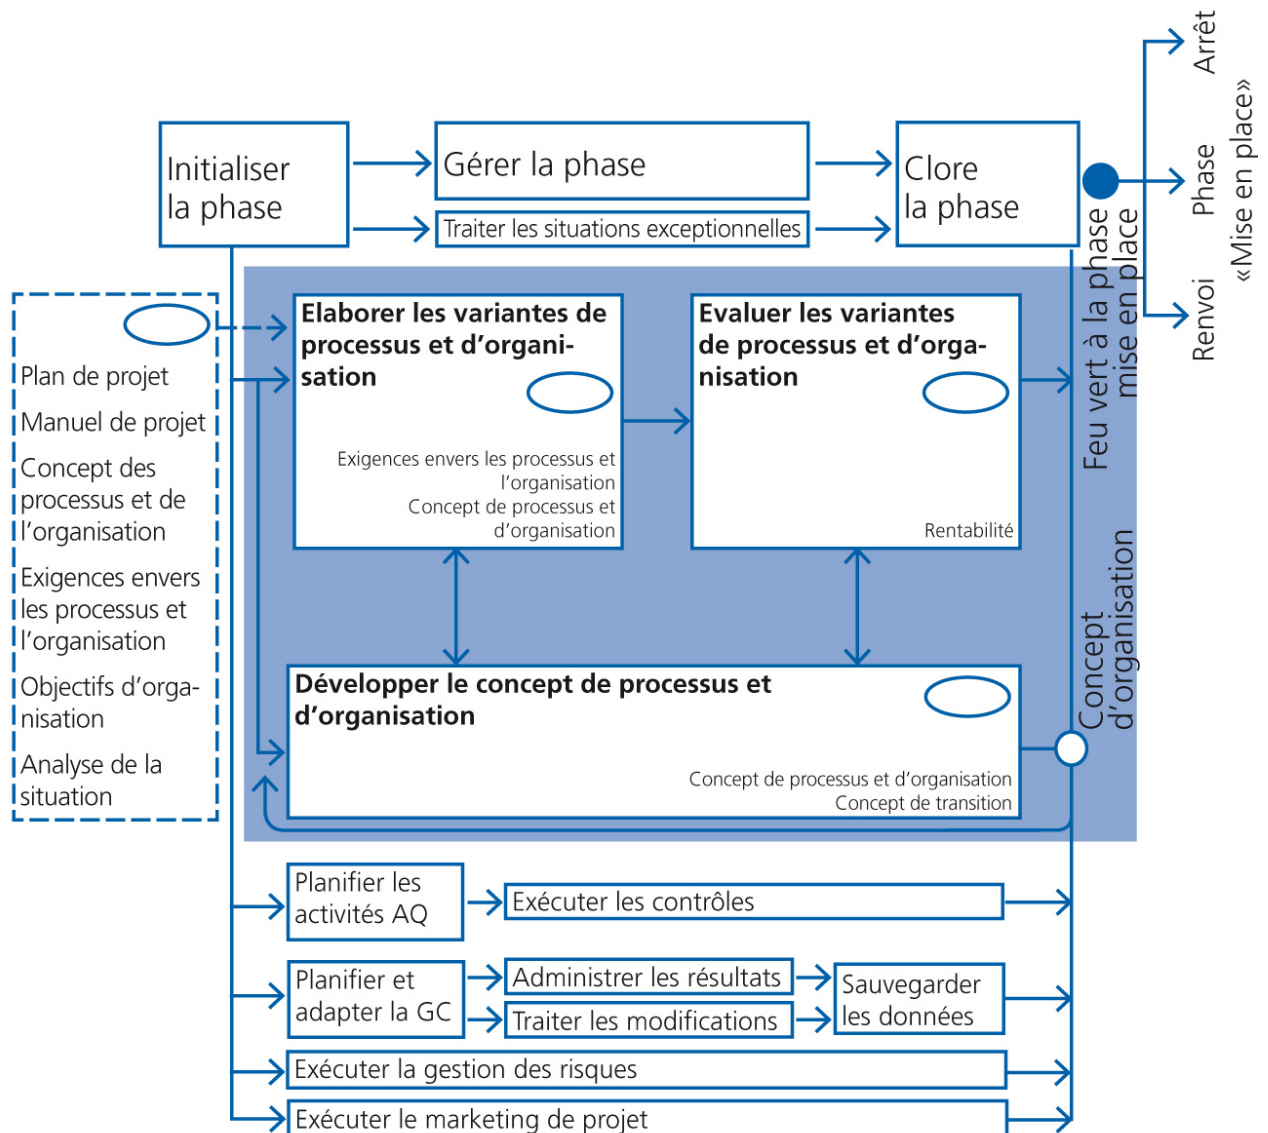 Arrêt
Phase
«Mise en place»
Renvoi
Initialiser
la phase
Gérer la phase
Traiter les situations exceptionnelles
Clore
la phase
Feu vert à la phase
mise en place
Plan de projet
Manuel de projet
Concept des
processus et de
l’organisation
Exigences envers
les processus et
l’organisation
Objectifs d’orga-
nisation
Analyse de la
situation
Elaborer les variantes de
processus et d’organi-
sation
Exigences envers les processus et
l’organisation
Concept de processus et
d’organisation
Evaluer les variantes
de processus et d’orga-
nisation
Rentabilité
Développer le concept de processus et
d’organisation
Concept de processus et d’organisation
Concept de transition
Concept
d’organisation
Planifier les
activités AQ
Exécuter les contrôles
Planifier et
adapter la GC
Administrer les résultats
Traiter les modifications
Sauvegarder
les données
Exécuter la gestion des risques
Exécuter le marketing de projet